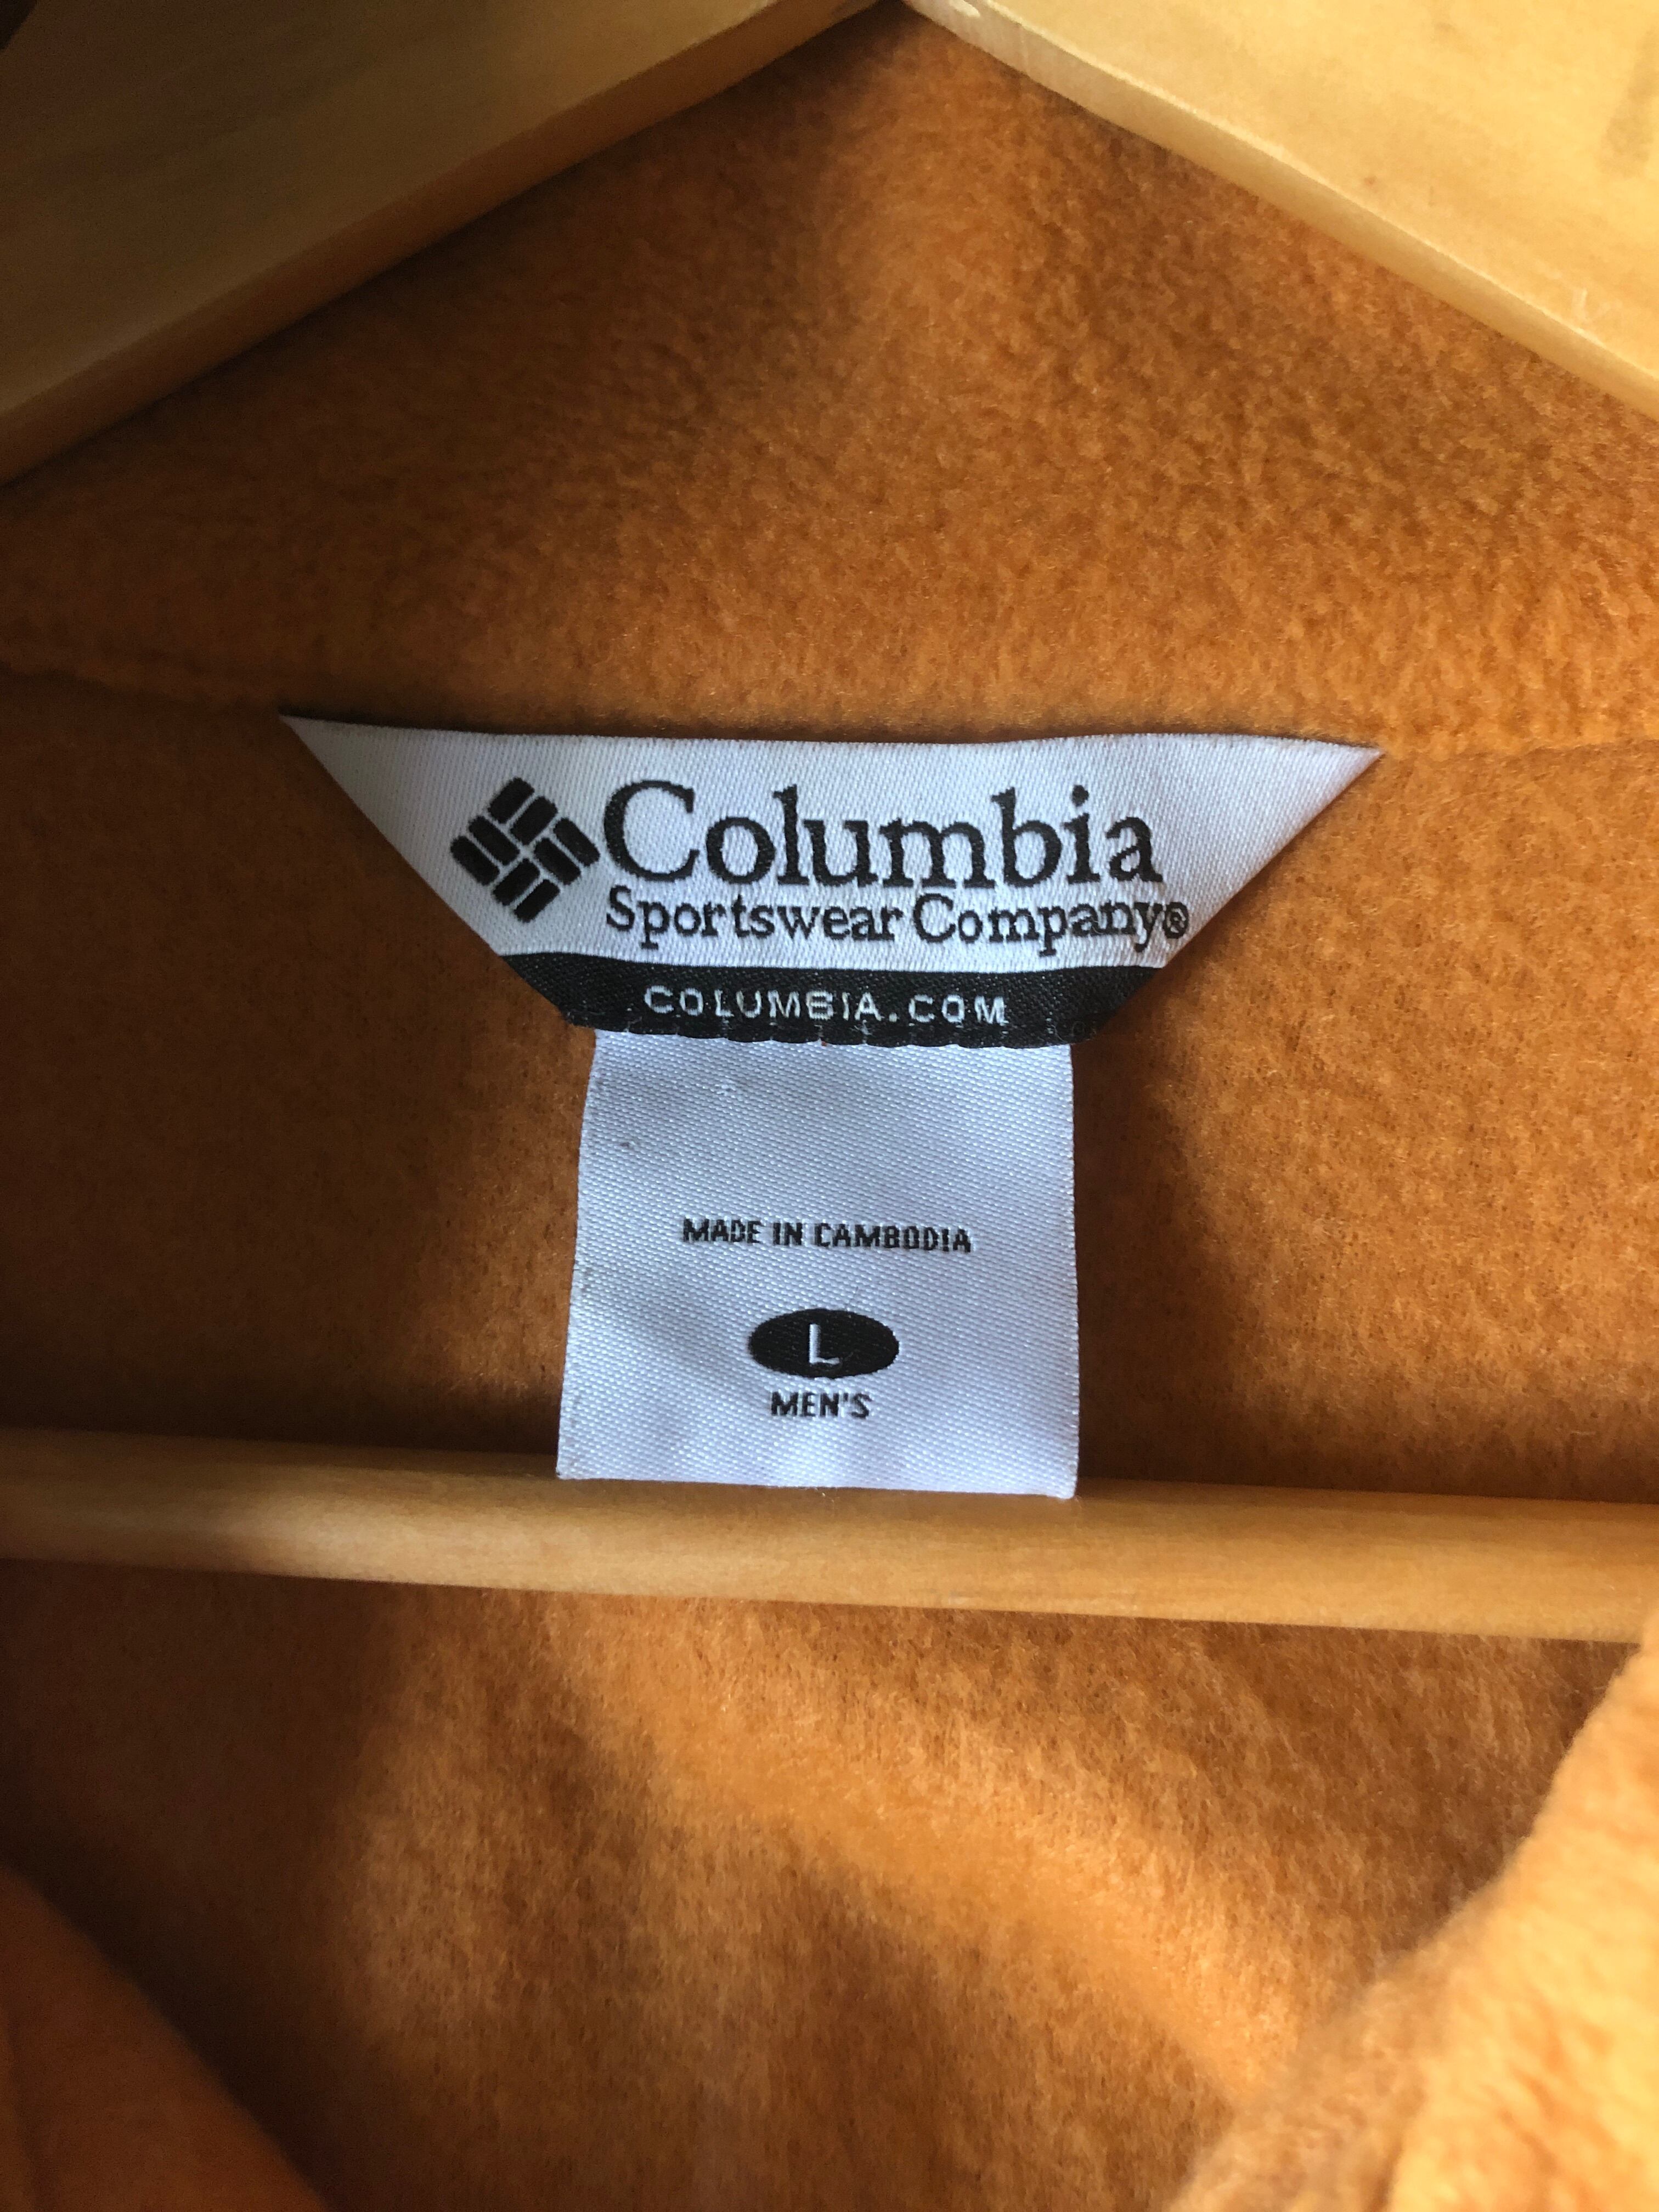 Columbia
Sportswear Company®
COLUMBIA.COM
MADE IN CAMBODIA
L
MEN'S